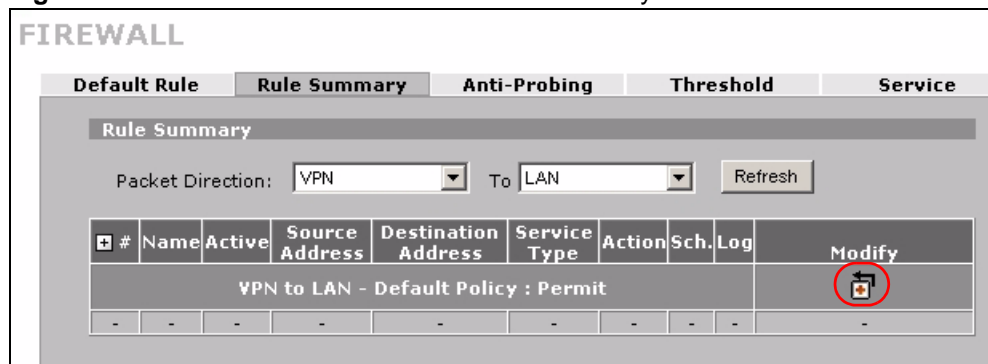 FIREWALL
Default Rule Rule Summary Anti-Probing Threshold Service
Rule Summary
Packet Direction: VPN To LAN Refresh
# Name Active Source Address Destination Address Service Type Action Sch. Log Modify
VPN to LAN - Default Policy : Permit
- - - - - - - - - -